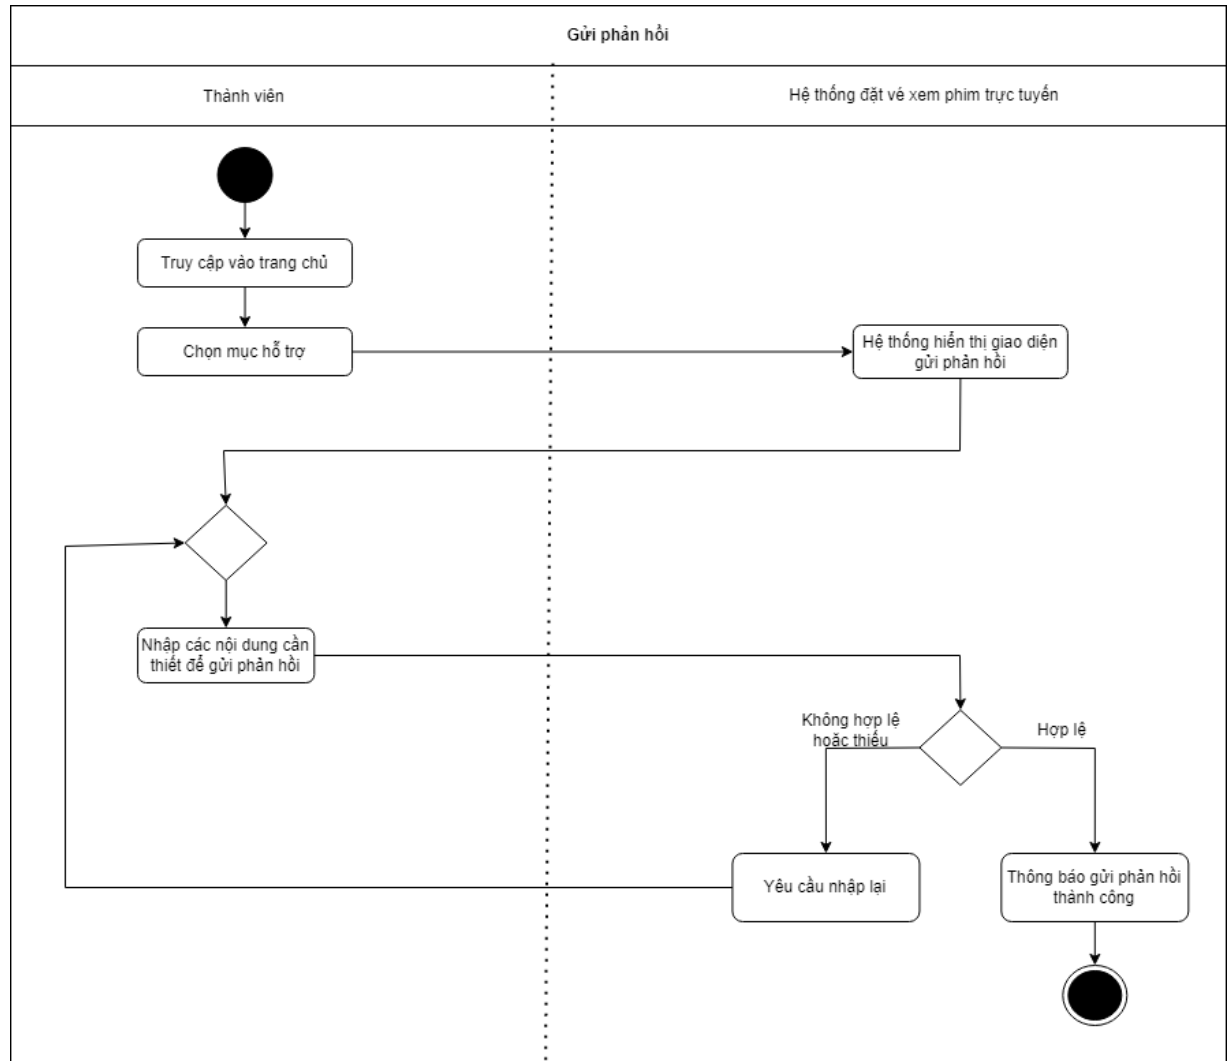 Gửi phản hồi
Thành viên
Hệ thống đặt vé xem phim trực tuyến
Truy cập vào trang chủ
Chọn mục hỗ trợ
Hệ thống hiển thị giao diện
gửi phản hồi
Nhập các nội dung cần
thiết để gửi phản hồi
Không hợp lệ
hoặc thiếu
Hợp lệ
Yêu cầu nhập lại
Thông báo gửi phản hồi
thành công